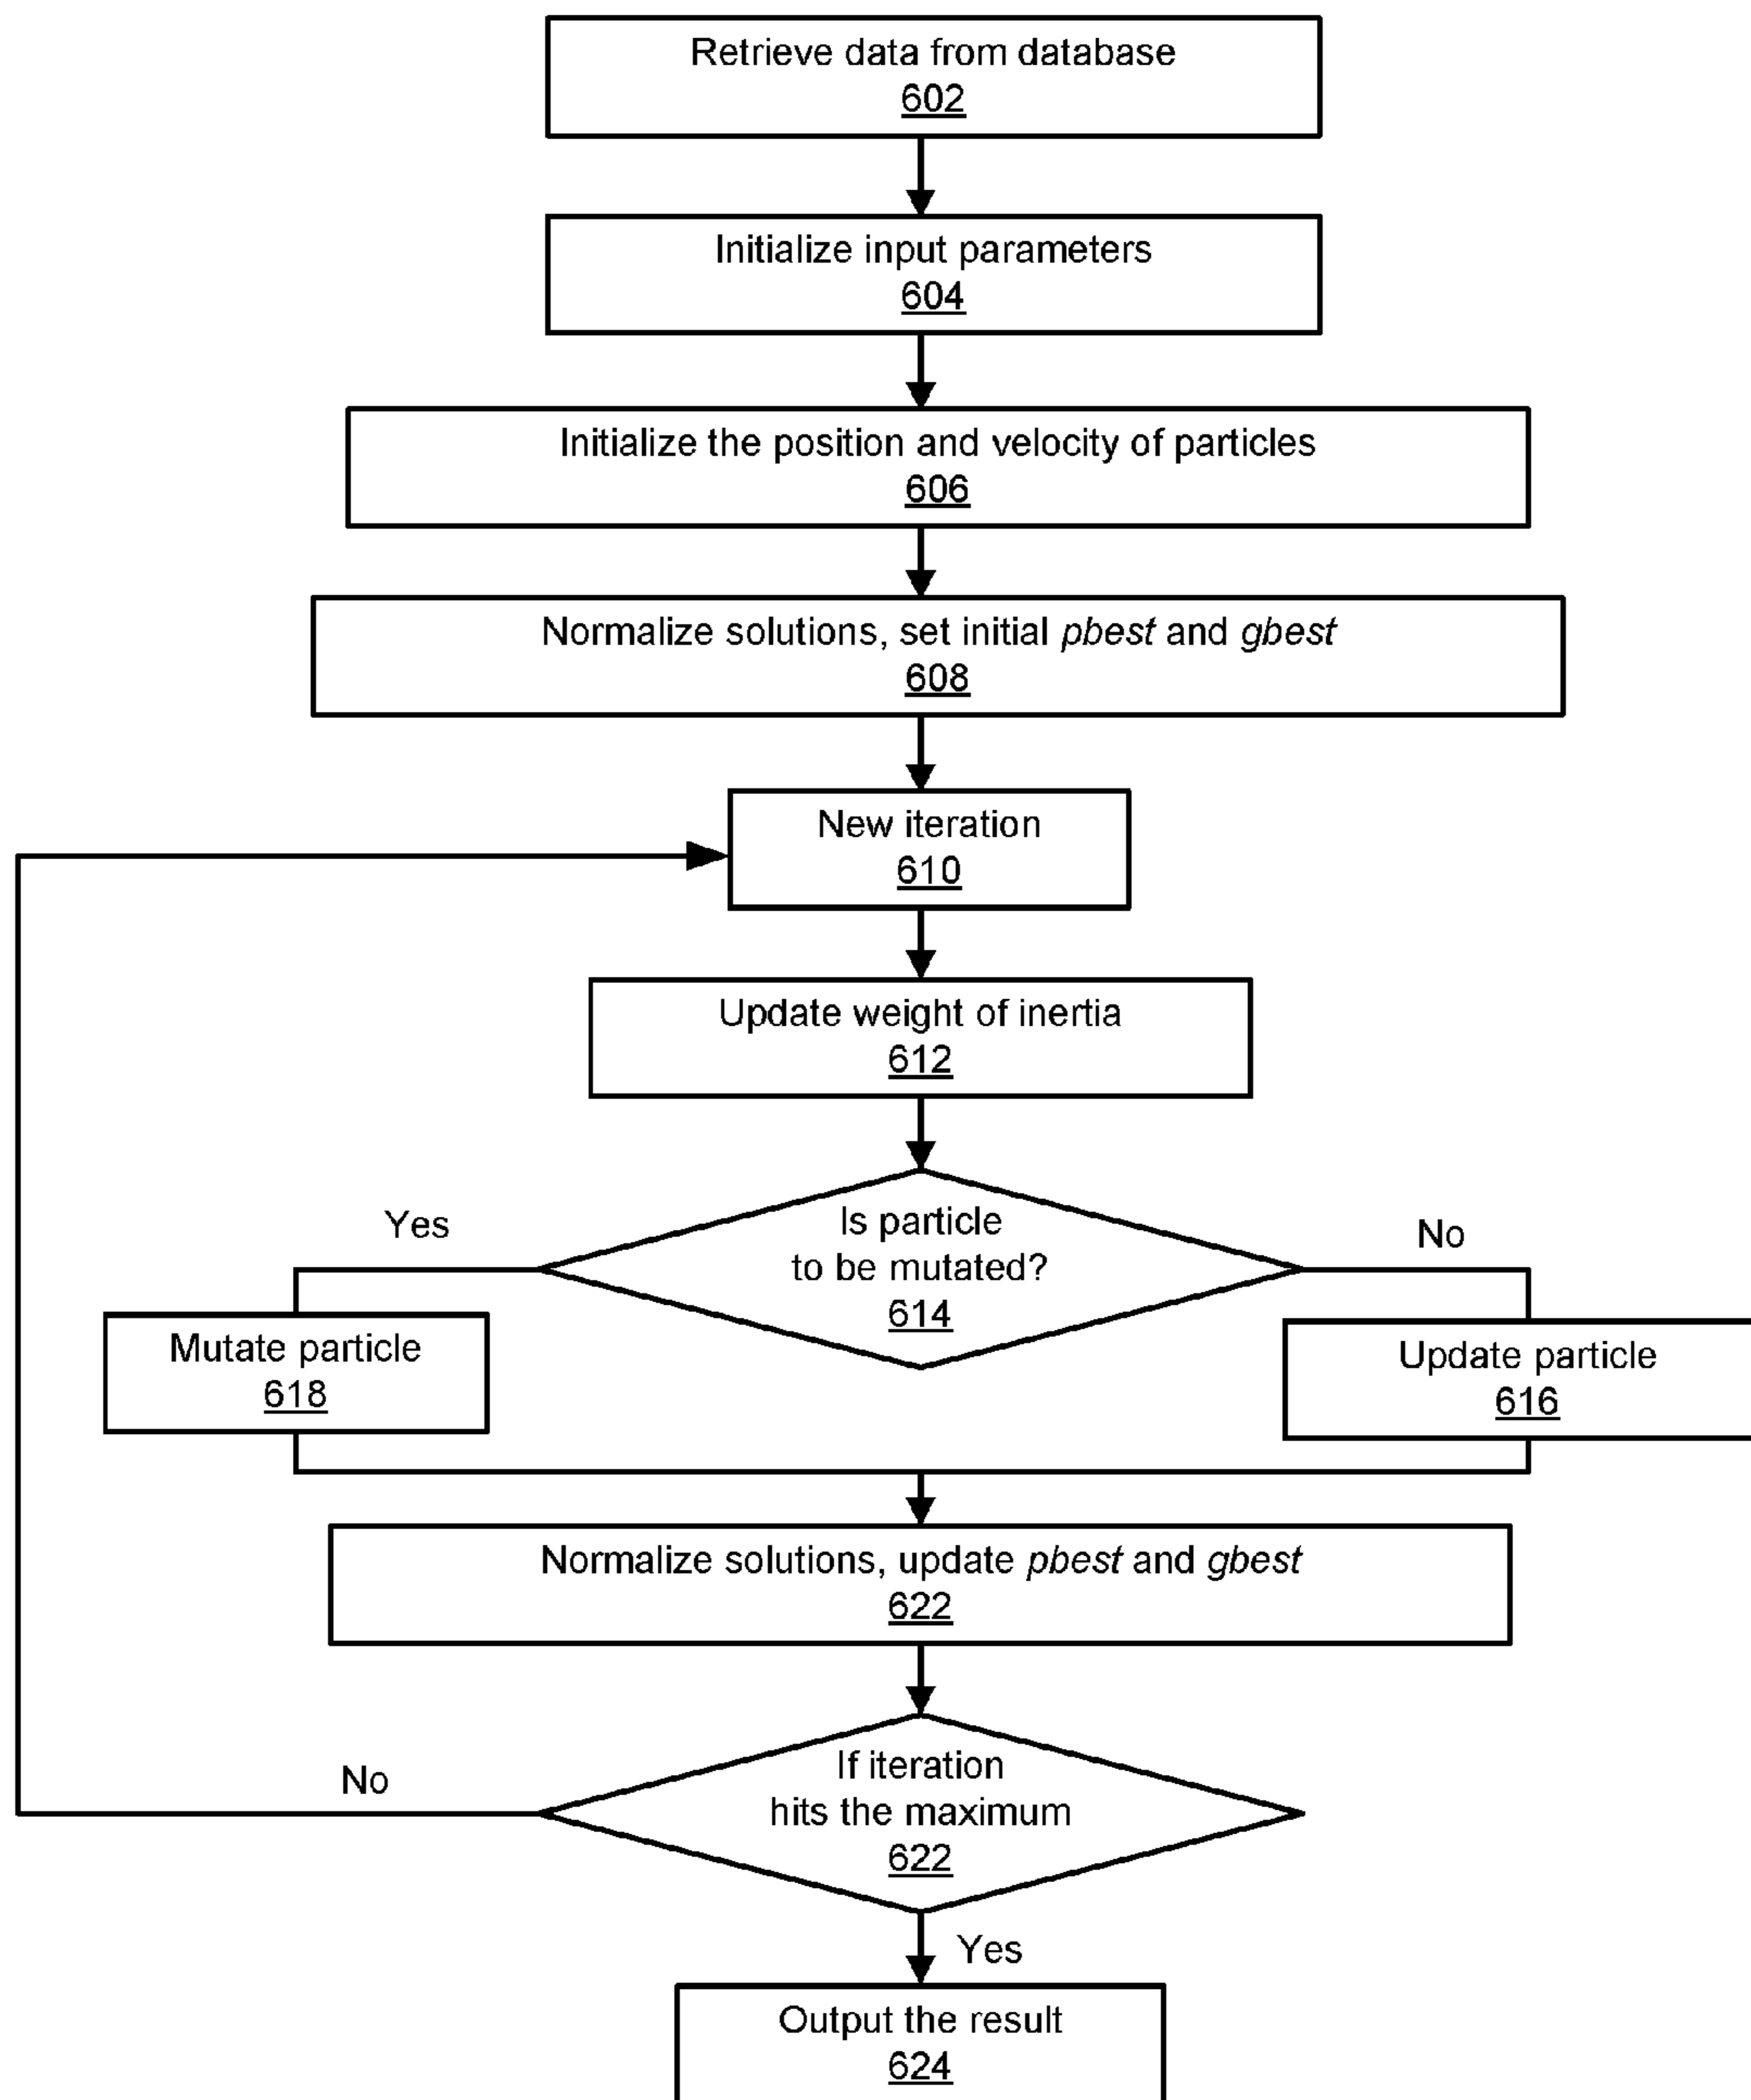 Retrieve data from database
602
Initialize input parameters
604
Initialize the position and velocity of particles
606
Normalize solutions, set initial pbest and gbest
608
New iteration
610
Update weight of inertia
612
Is particle
to be mutated?
614
Yes
No
Mutate particle
618
Update particle
616
Normalize solutions, update pbest and gbest
622
If iteration
hits the maximum
622
No
Yes
Output the result
624